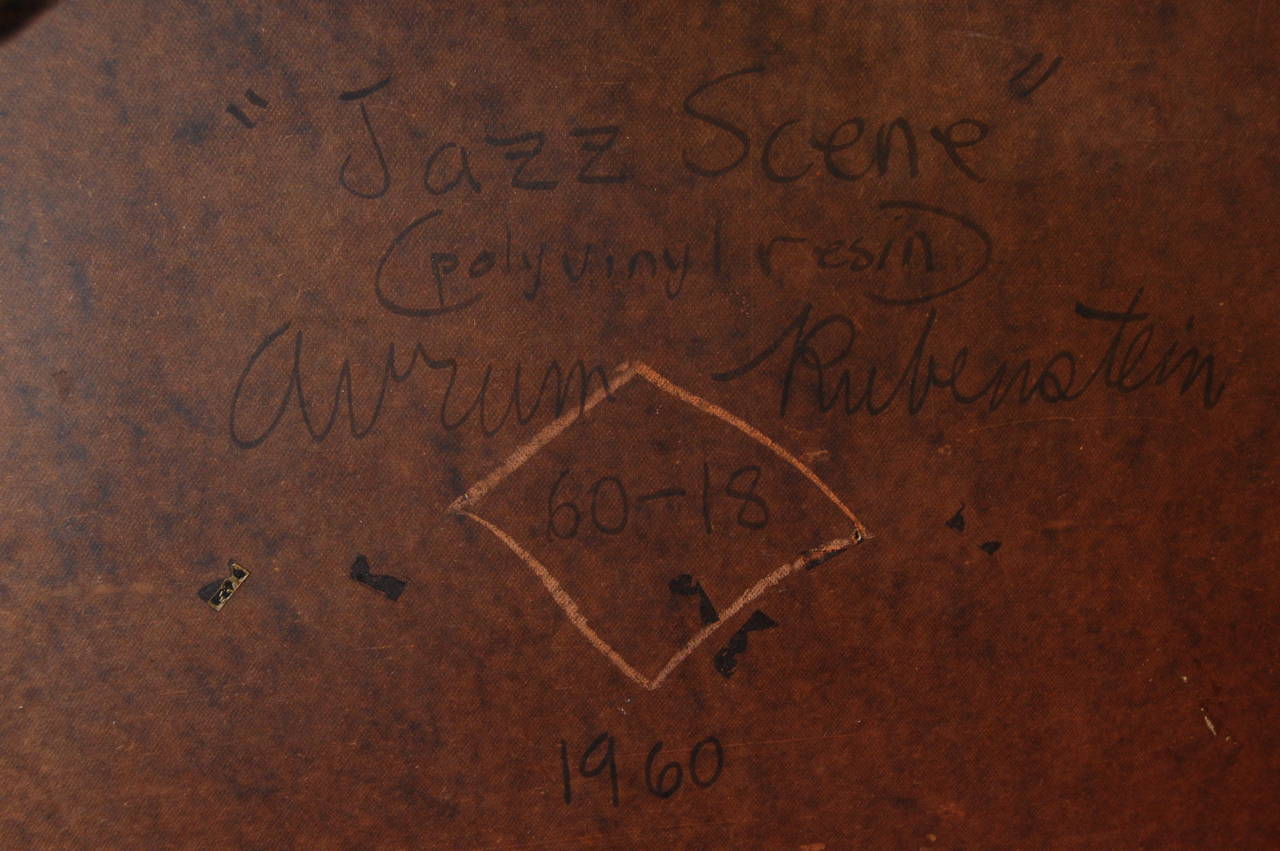 "Jazz Scene"
(polyvinyl resin)
Avrum Rubenstein
60-18
1960